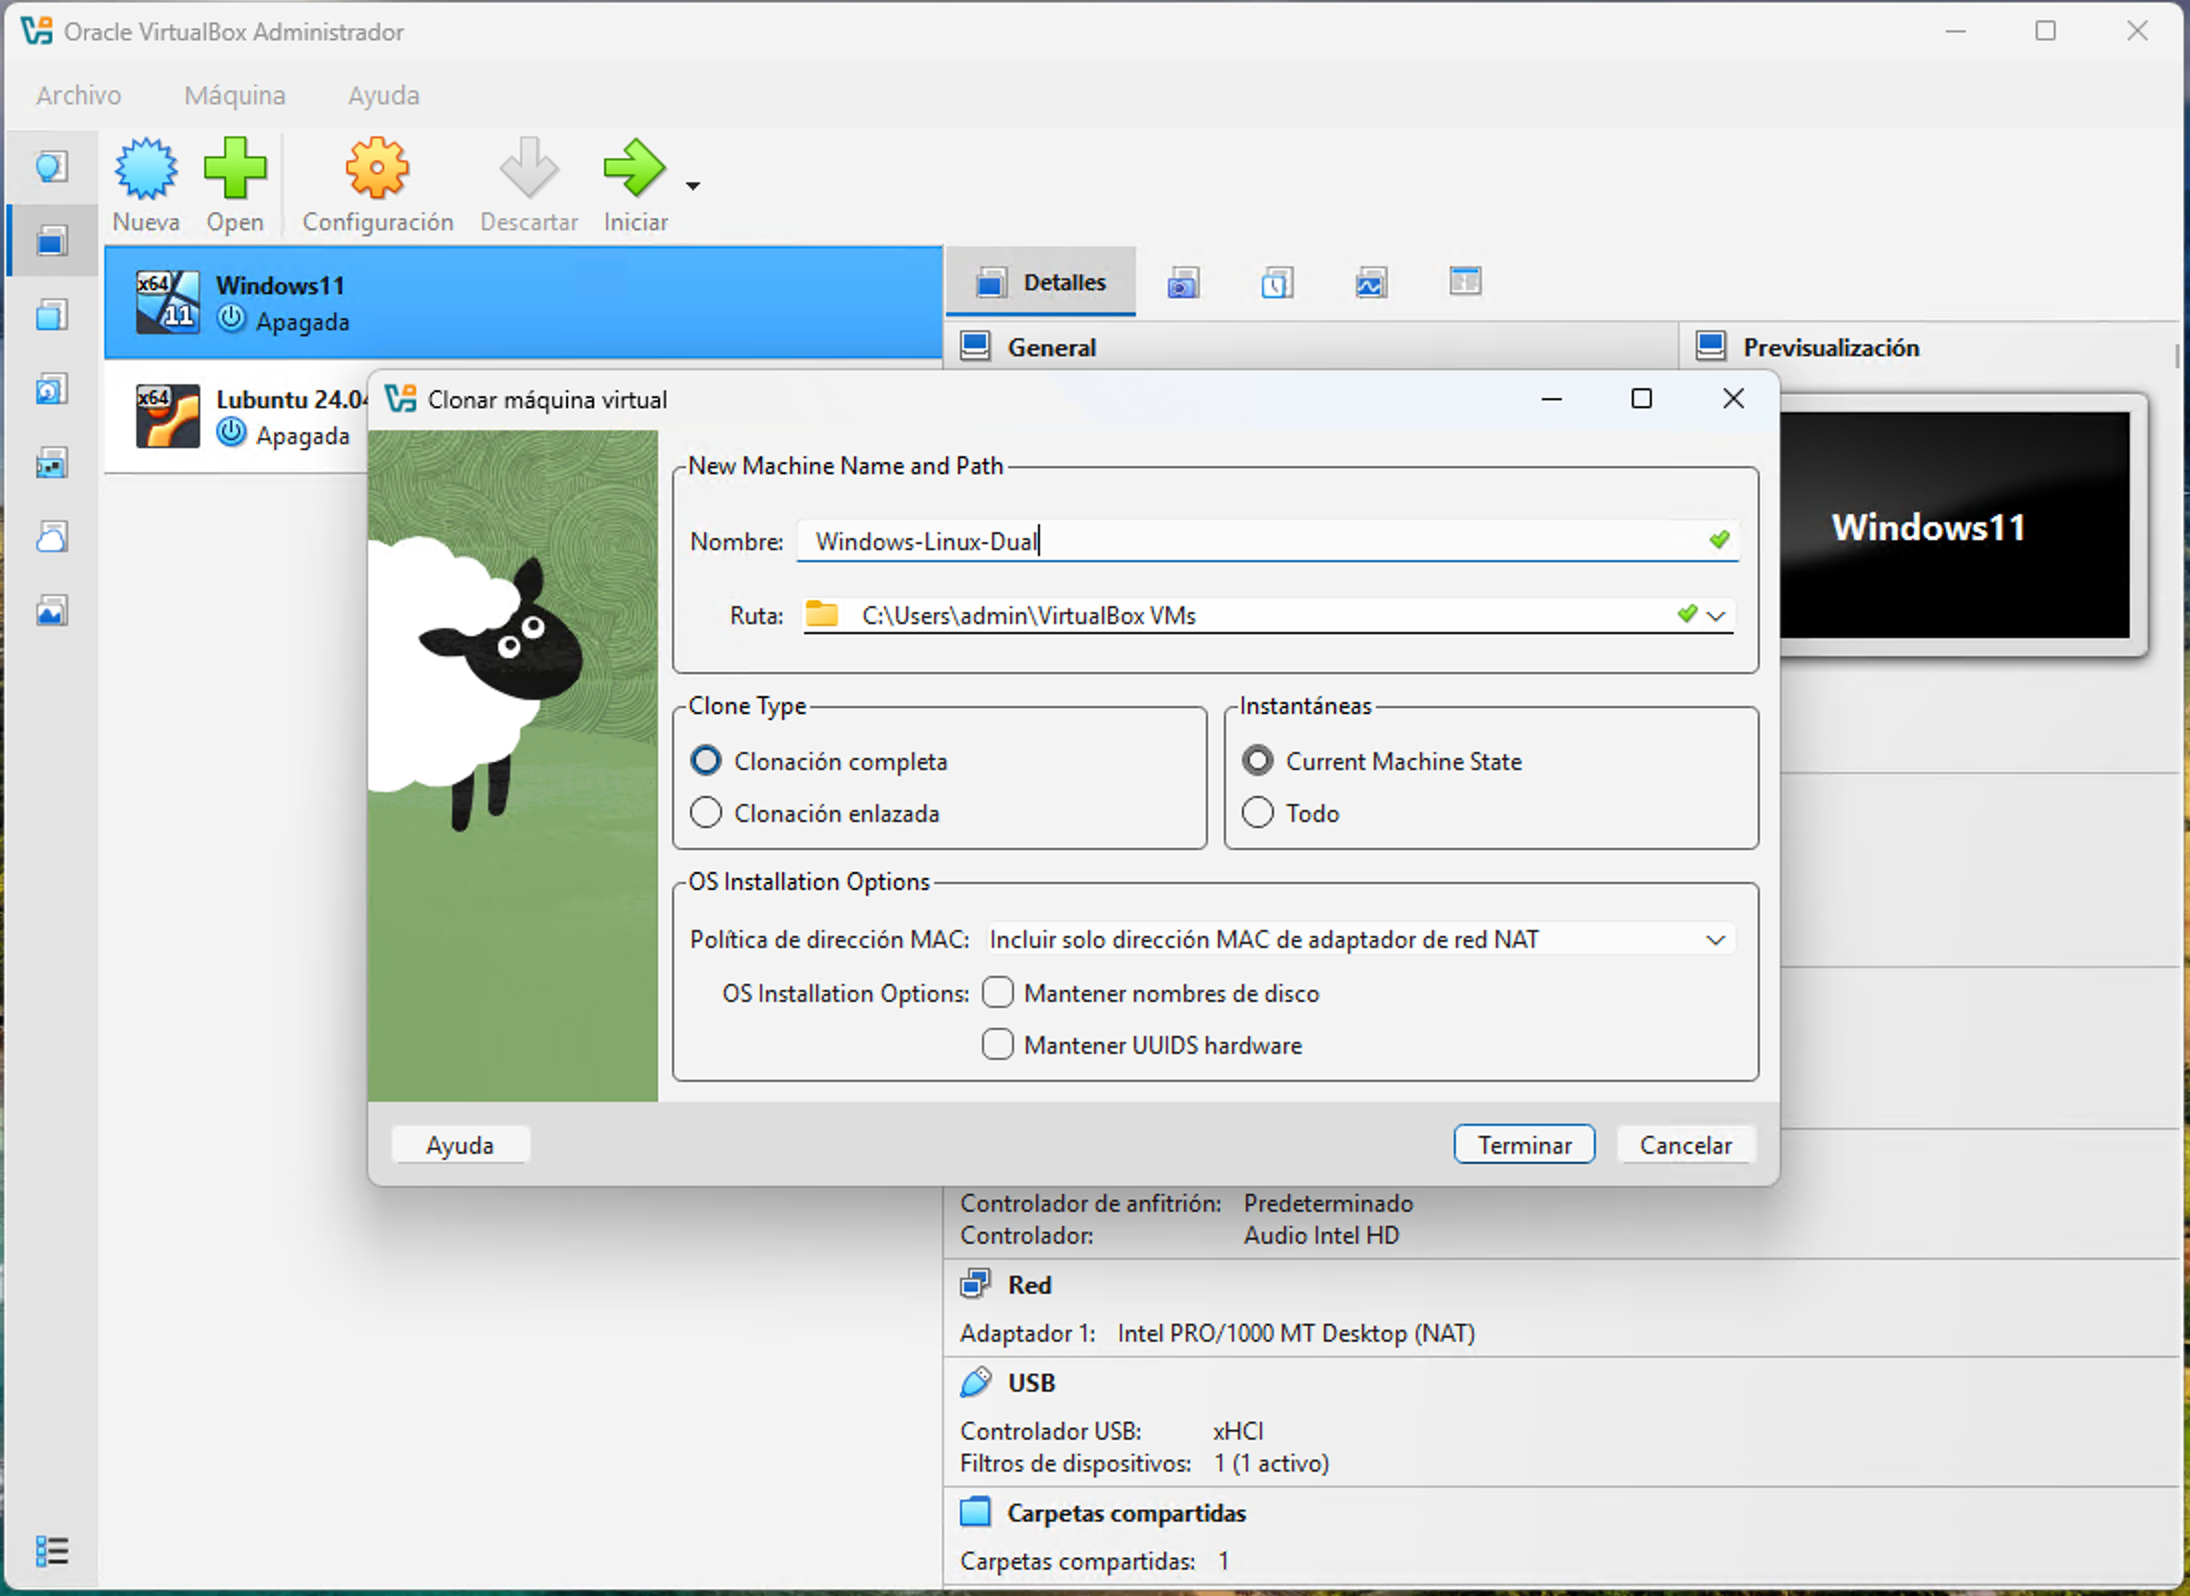 Oracle VirtualBox Administrador
Archivo Máquina Ayuda
Nueva Open Configuración Descartar Iniciar
x64
11
Windows11
Apagada
x64
Lubuntu 24.04
Apagada
Detalles
General
Previsualización
Windows11
Clonar máquina virtual
New Machine Name and Path
Nombre: Windows-Linux-Dual
Ruta: C:\Users\admin\VirtualBox VMs
Clone Type
Clonación completa
Clonación enlazada
Instantáneas
Current Machine State
Todo
OS Installation Options
Política de dirección MAC: Incluir solo dirección MAC de adaptador de red NAT
OS Installation Options: Mantener nombres de disco
Mantener UUIDS hardware
Ayuda Terminar Cancelar
Controlador de anfitrión: Predeterminado
Controlador: Audio Intel HD
Red
Adaptador 1: Intel PRO/1000 MT Desktop (NAT)
USB
Controlador USB: xHCI
Filtros de dispositivos: 1 (1 activo)
Carpetas compartidas
Carpetas compartidas: 1